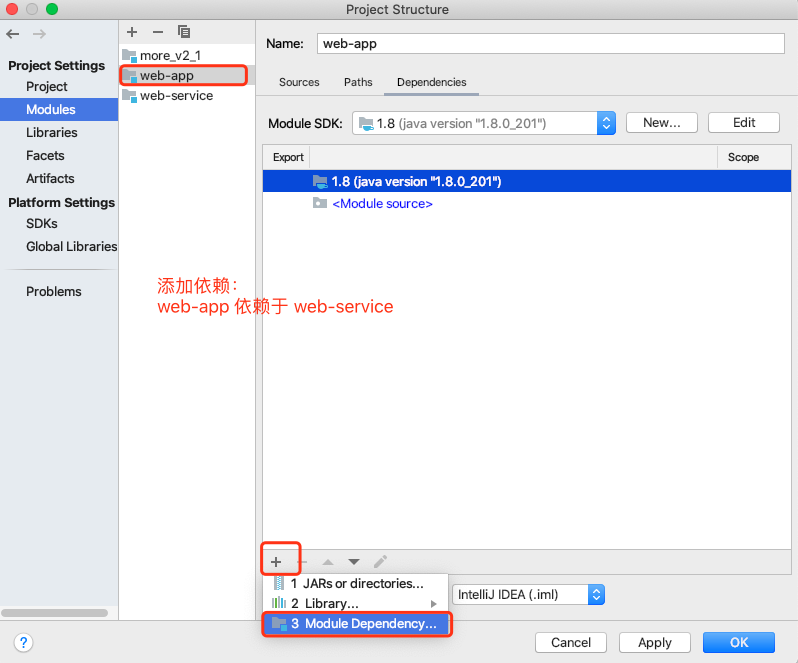 Project Structure
Project Settings
Project
Modules
Libraries
Facets
Artifacts
Platform Settings
SDKs
Global Libraries
Problems
more_v2_1
web-app
web-service
Name:
web-app
Sources
Paths
Dependencies
Module SDK:
1.8 (java version "1.8.0_201")
New...
Edit
Export
Scope
1.8 (java version "1.8.0_201")
<Module source>
添加依赖：
web-app 依赖于 web-service
1 JARs or directories...
2 Library...
3 Module Dependency...
IntelliJ IDEA (.iml)
?
Cancel
Apply
OK